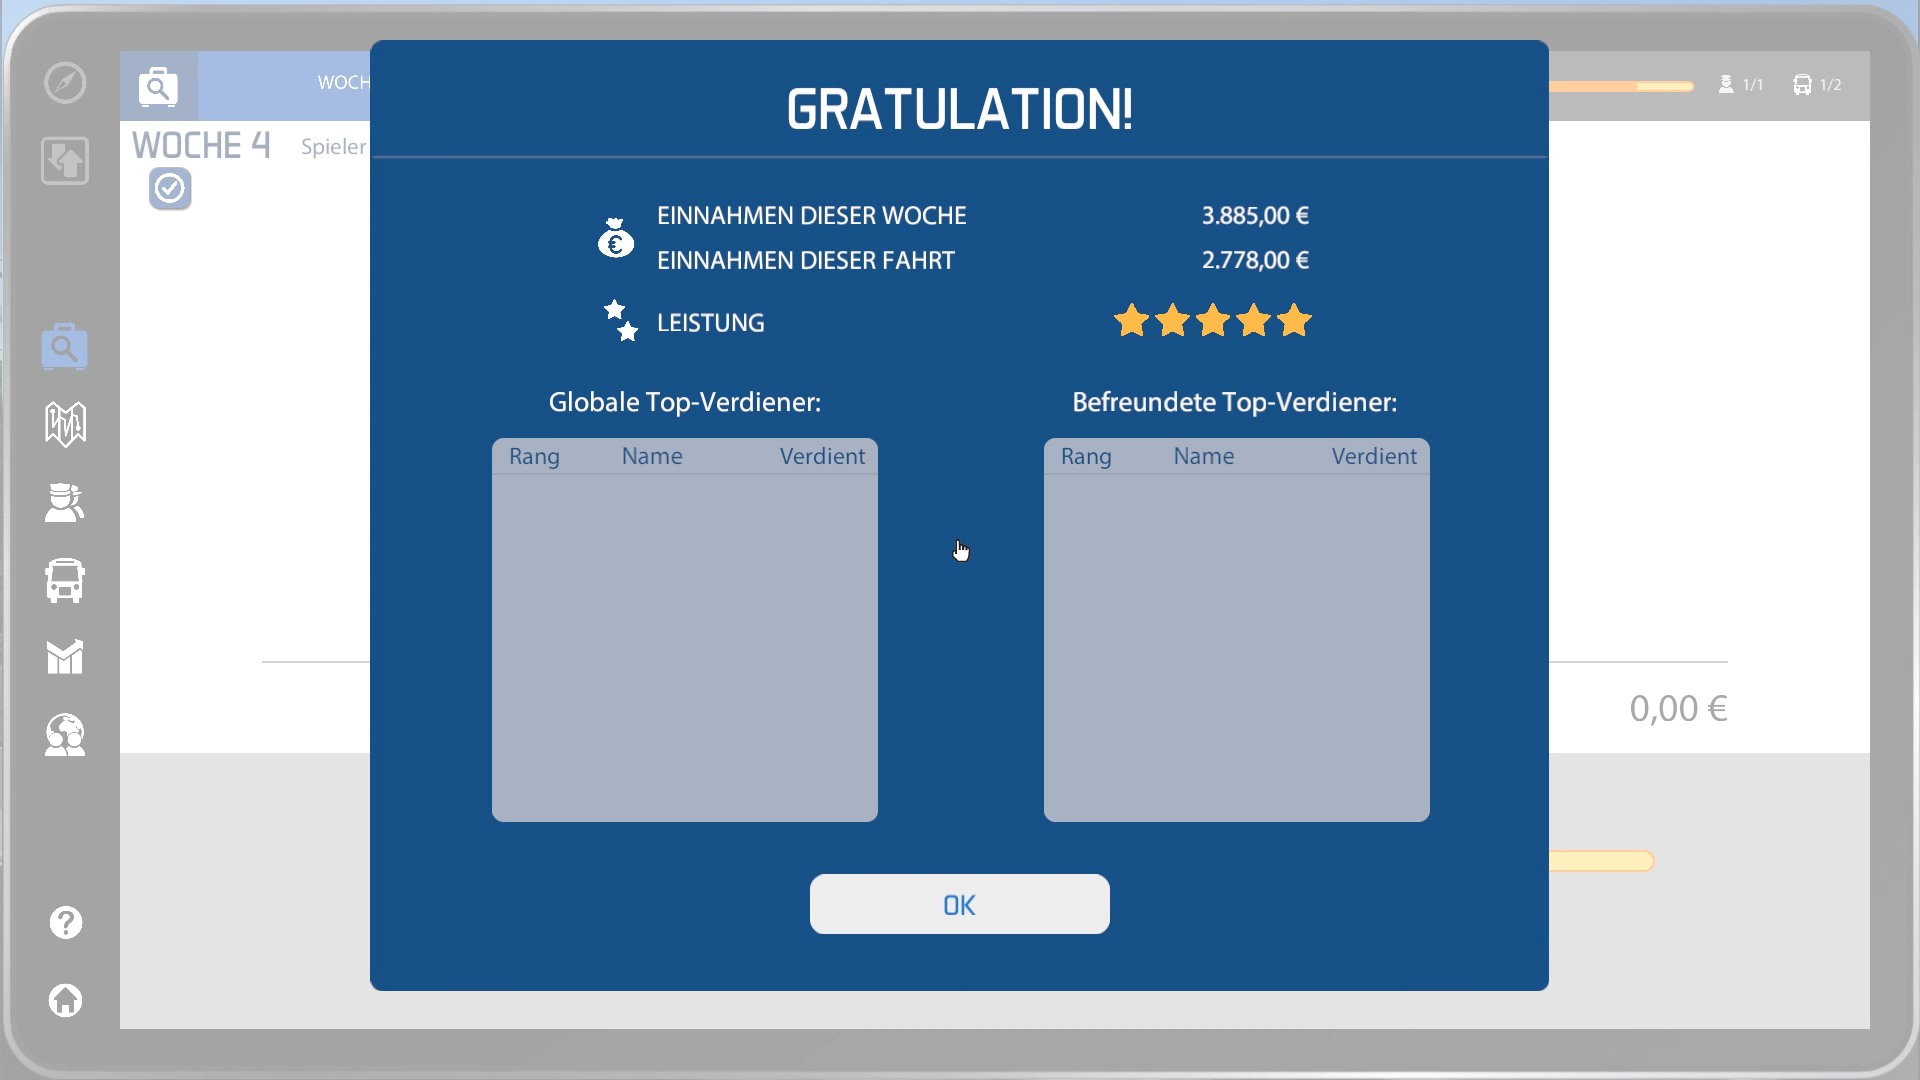 WOCH
1/1
1/2
WOCHE 4
Spieler
GRATULATION!
EINNAHMEN DIESER WOCHE 3.885,00 €
EINNAHMEN DIESER FAHRT 2.778,00 €
LEISTUNG
Globale Top-Verdiener:
Rang Name Verdient
Befreundete Top-Verdiener:
Rang Name Verdient
0,00 €
OK